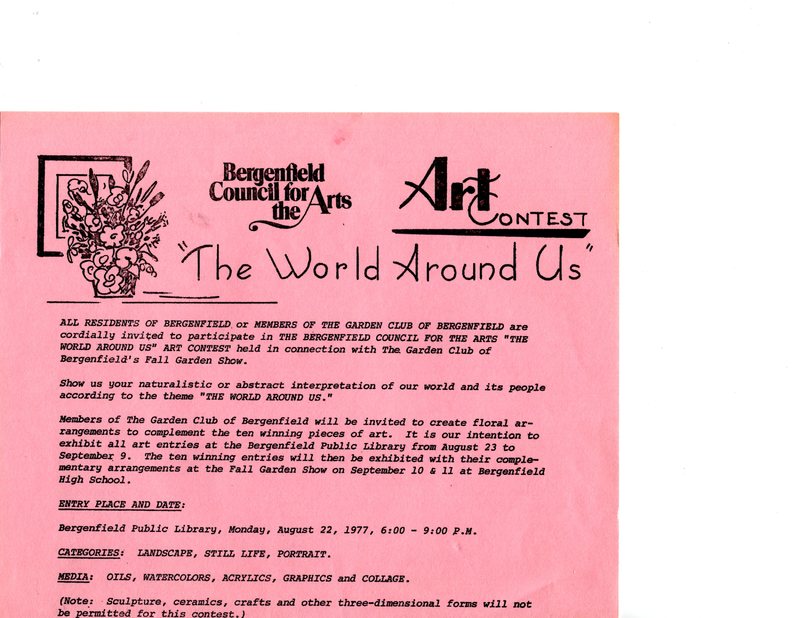 Bergenfield
Council for
the Arts
Art
CONTEST
"The World Around Us"
ALL RESIDENTS OF BERGENFIELD or MEMBERS OF THE GARDEN CLUB OF BERGENFIELD are
cordially invited to participate in THE BERGENFIELD COUNCIL FOR THE ARTS "THE
WORLD AROUND US" ART CONTEST held in connection with The Garden Club of
Bergenfield's Fall Garden Show.
Show us your naturalistic or abstract interpretation of our world and its people
according to the theme "THE WORLD AROUND US."
Members of The Garden Club of Bergenfield will be invited to create floral ar-
rangements to complement the ten winning pieces of art. It is our intention to
exhibit all art entries at the Bergenfield Public Library from August 23 to
September 9. The ten winning entries will then be exhibited with their comple-
mentary arrangements at the Fall Garden Show on September 10 & 11 at Bergenfield
High School.
ENTRY PLACE AND DATE:
Bergenfield Public Library, Monday, August 22, 1977, 6:00 - 9:00 P.M.
CATEGORIES: LANDSCAPE, STILL LIFE, PORTRAIT.
MEDIA: OILS, WATERCOLORS, ACRYLICS, GRAPHICS and COLLAGE.
(Note: Sculpture, ceramics, crafts and other three-dimensional forms will not
be permitted for this contest.)